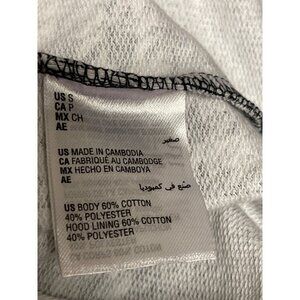 US S
CA P
MX CH
AE
صغير
US MADE IN CAMBODIA
CA FABRIQUÉ AU CAMBODGE
MX HECHO EN CAMBOYA
AE
صنع في كمبوديا
US BODY 60% COTTON
40% POLYESTER
HOOD LINING 60% COTTON
40% POLYESTER